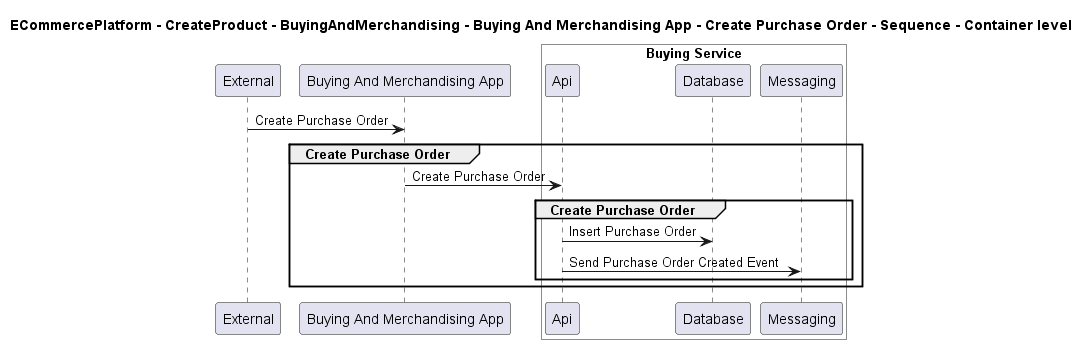 ECommercePlatform - CreateProduct - BuyingAndMerchandising - Buying And Merchandising App - Create Purchase Order - Sequence - Container level
Buying Service
External
Buying And Merchandising App
Api
Database
Messaging
Create Purchase Order
Create Purchase Order
Create Purchase Order
Create Purchase Order
Insert Purchase Order
Send Purchase Order Created Event
External
Buying And Merchandising App
Api
Database
Messaging